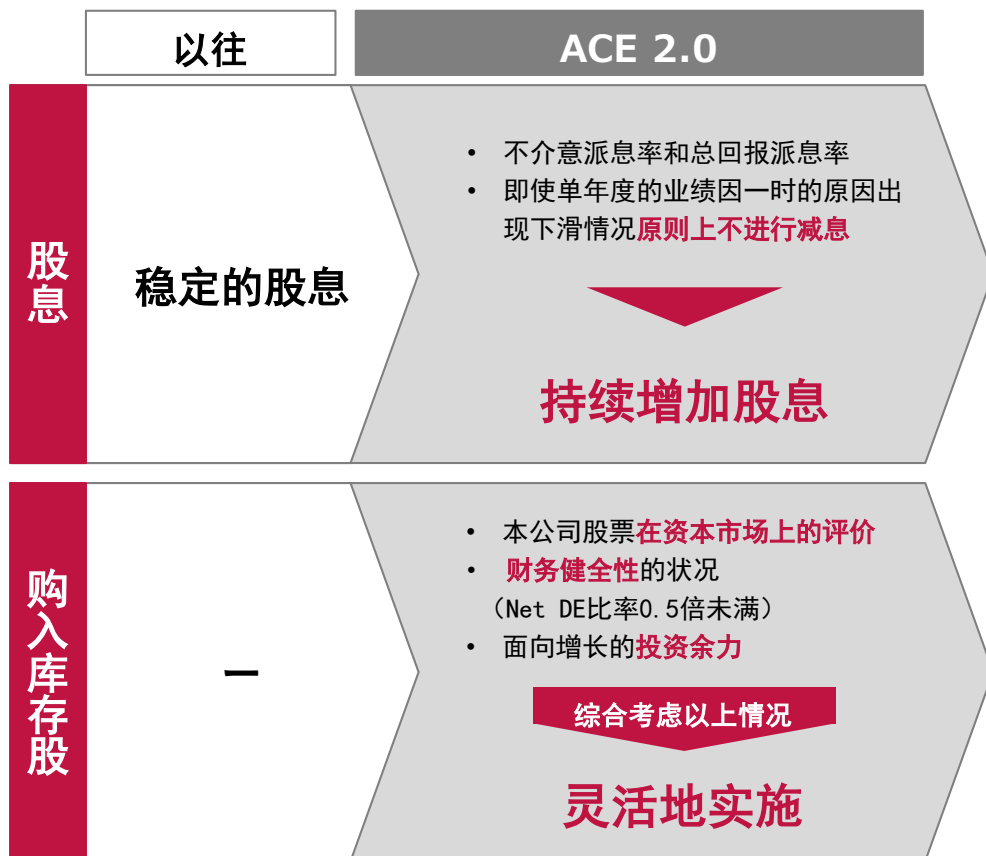 以往
ACE 2.0
股息
稳定的股息
• 不介意派息率和总回报派息率
• 即使单年度的业绩因一时的原因出
现下滑情况原则上不进行减息
持续增加股息
购入库存股
—
• 本公司股票在资本市场上的评价
• 财务健全性的状况
（Net DE比率0.5倍未满）
• 面向增长的投资余力
综合考虑以上情况
灵活地实施